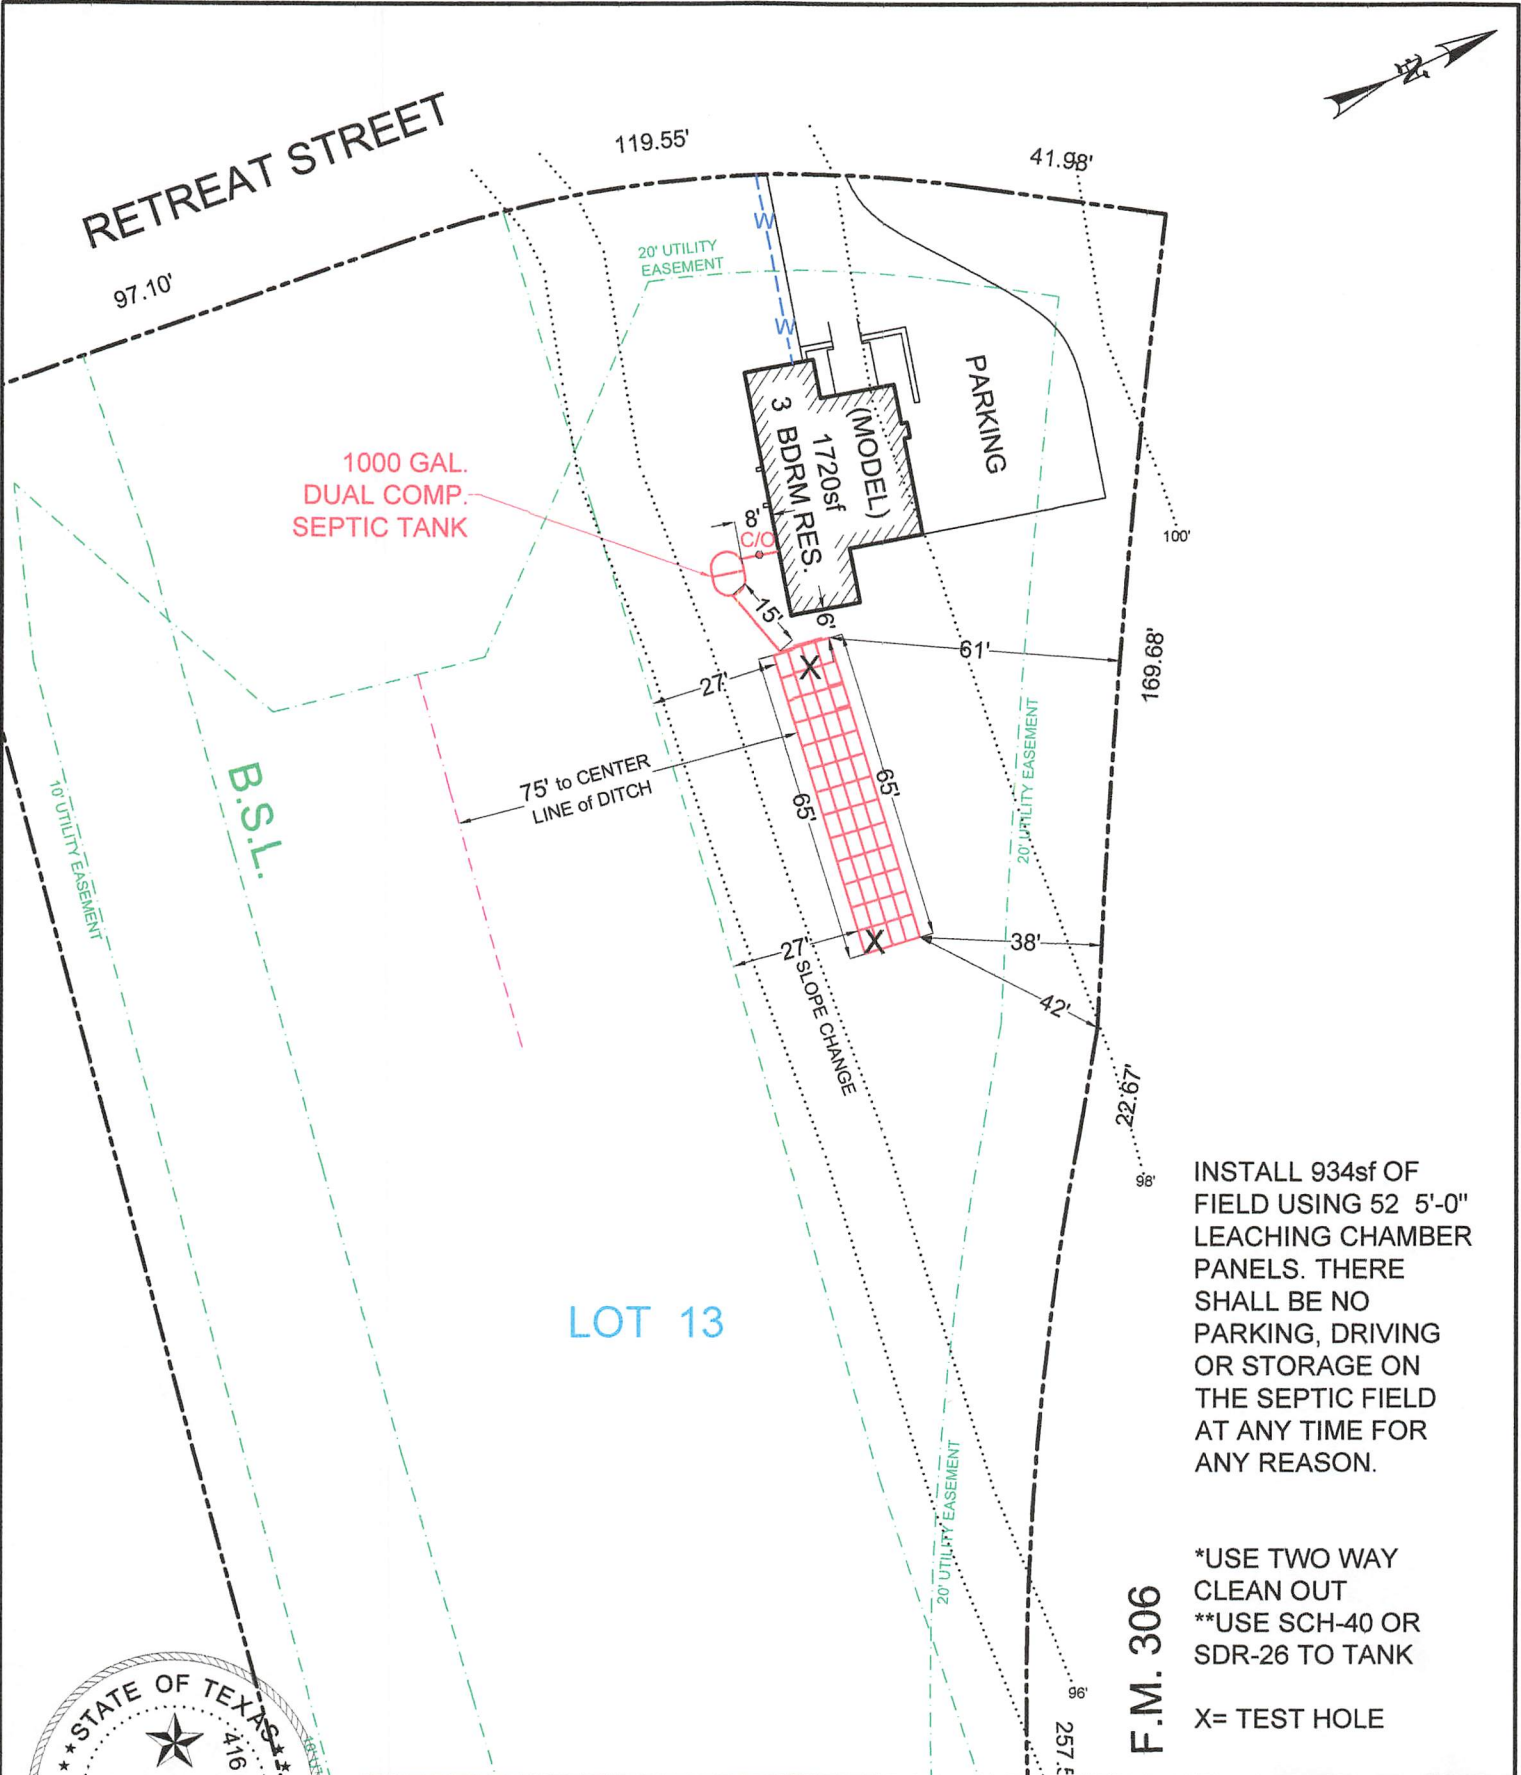 N
RETREAT STREET
119.55'
41.98'
97.10'
20' UTILITY
EASEMENT
W
W
PARKING
(MODEL)
1720sf
3 BDRM RES.
1000 GAL.
DUAL COMP.
SEPTIC TANK
8'
C/O
100'
15'
6'
61'
169.68'
27'
20' UTILITY EASEMENT
75' to CENTER
LINE of DITCH
65'
65'
B.S.L.
10' UTILITY EASEMENT
X
X
27'
38'
42'
SLOPE CHANGE
22.67'
98'
INSTALL 934sf OF
FIELD USING 52 5'-0"
LEACHING CHAMBER
PANELS. THERE
SHALL BE NO
PARKING, DRIVING
OR STORAGE ON
THE SEPTIC FIELD
AT ANY TIME FOR
ANY REASON.
LOT 13
20' UTILITY EASEMENT
*USE TWO WAY
CLEAN OUT
**USE SCH-40 OR
SDR-26 TO TANK
X= TEST HOLE
F.M. 306
96'
STATE OF TEXAS
416